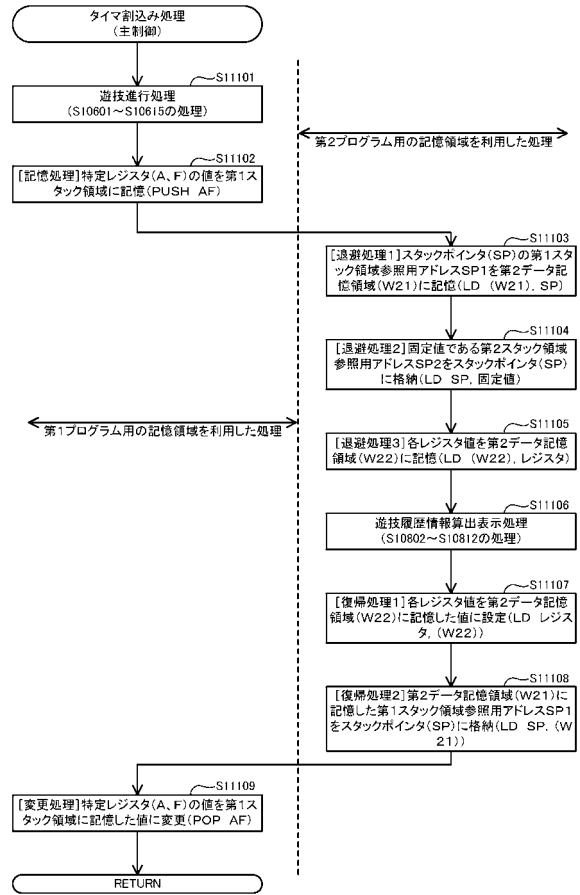 タイマ割込み処理
(主制御)
S11101
遊技進行処理
(S10601～S10615の処理)
第2プログラム用の記憶領域を利用した処理
S11102
[記憶処理]特定レジスタ(A、F)の値を第1ス
タック領域に記憶(PUSH AF)
S11103
[退避処理1]スタックポインタ(SP)の第1スタ
ック領域参照用アドレスSP1を第2データ記
憶領域(W21)に記憶(LD (W21), SP)
S11104
[退避処理2]固定値である第2スタック領域
参照用アドレスSP2をスタックポインタ(SP)
に格納(LD SP, 固定値)
第1プログラム用の記憶領域を利用した処理
S11105
[退避処理3]各レジスタ値を第2データ記憶
領域(W22)に記憶(LD (W22), レジスタ)
S11106
遊技履歴情報算出表示処理
(S10802～S10812の処理)
S11107
[復帰処理1]各レジスタ値を第2データ記憶
領域(W22)に記憶した値に設定(LD レジス
タ, (W22))
S11108
[復帰処理2]第2データ記憶領域(W21)に
記憶した第1スタック領域参照用アドレスSP1
をスタックポインタ(SP)に格納(LD SP, (W
21))
S11109
[変更処理]特定レジスタ(A、F)の値を第1ス
タック領域に記憶した値に変更(POP AF)
RETURN